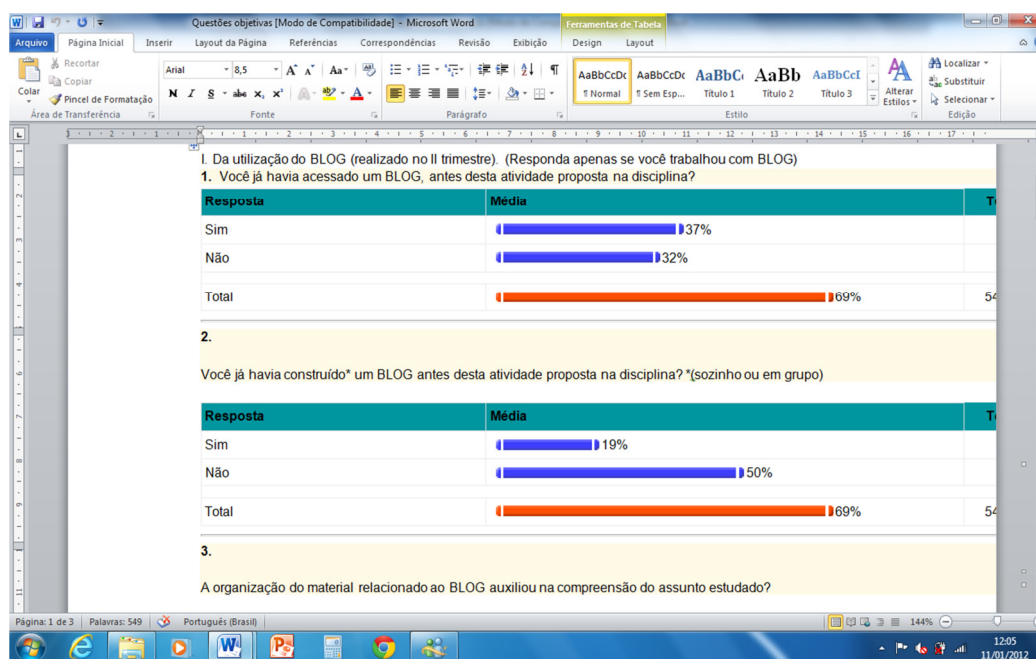 Questões objetivas [Modo de Compatibilidade] - Microsoft Word
Ferramentas de Tabela
Arquivo Página Inicial Inserir Layout da Página Referências Correspondências Revisão Exibição Design Layout
Recortar
Copiar
Pincel de Formatação
Colar
Arial 8,5
N I S abc X, X²
AaBbCcDc AaBbCcDc AaBbCc AaBb AaBbCcI
¶ Normal ¶ Sem Esp... Título 1 Título 2 Título 3
Alterar Estilos
Localizar
Substituir
Selecionar
Área de Transferência Fonte Parágrafo Estilo Edição
I. Da utilização do BLOG (realizado no II trimestre). (Responda apenas se você trabalhou com BLOG)
1. Você já havia acessado um BLOG, antes desta atividade proposta na disciplina?
Resposta Média
Sim 37%
Não 32%
Total 69% 54
2.
Você já havia construído* um BLOG antes desta atividade proposta na disciplina? *(sozinho ou em grupo)
Resposta Média
Sim 19%
Não 50%
Total 69% 54
3.
A organização do material relacionado ao BLOG auxiliou na compreensão do assunto estudado?
Página: 1 de 3 Palavras: 549 Português (Brasil) 144%
12:05
11/01/2012